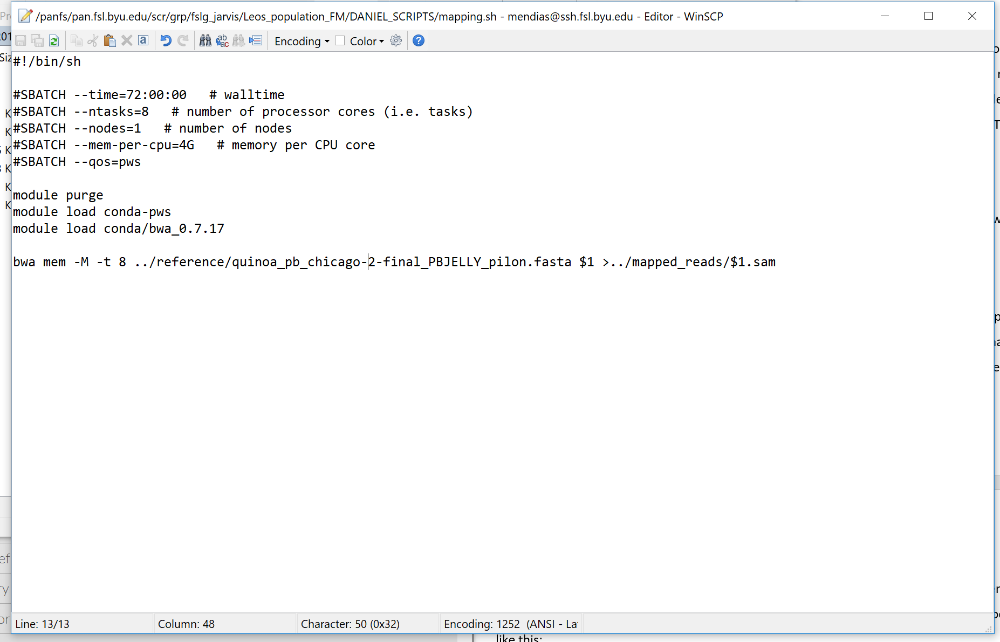 /panfs/pan.fsl.byu.edu/scr/grp/fslg_jarvis/Leos_population_FM/DANIEL_SCRIPTS/mapping.sh - mendias@ssh.fsl.byu.edu - Editor - WinSCP
Encoding Color
#!/bin/sh
#SBATCH --time=72:00:00   # walltime
#SBATCH --ntasks=8   # number of processor cores (i.e. tasks)
#SBATCH --nodes=1   # number of nodes
#SBATCH --mem-per-cpu=4G   # memory per CPU core
#SBATCH --qos=pws
module purge
module load conda-pws
module load conda/bwa_0.7.17
bwa mem -M -t 8 ../reference/quinoa_pb_chicago-2-final_PBJELLY_pilon.fasta $1 >../mapped_reads/$1.sam
Line: 13/13 Column: 48 Character: 50 (0x32) Encoding: 1252 (ANSI - La
like this: